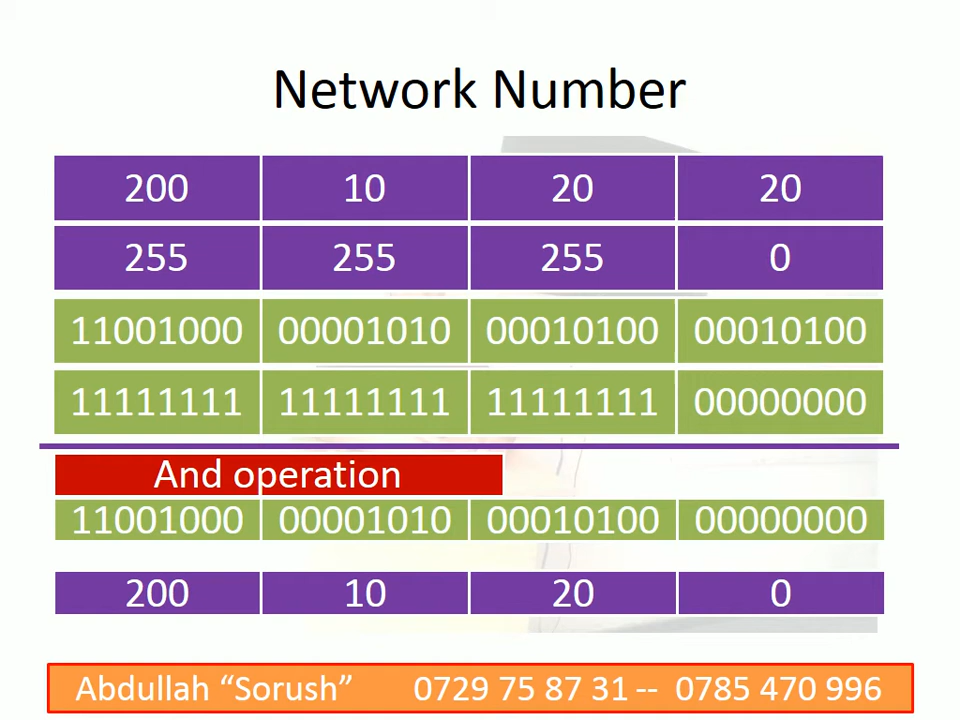 Network Number
200 10 20 20
255 255 255 0
11001000 00001010 00010100 00010100
11111111 11111111 11111111 00000000
And operation
11001000 00001010 00010100 00000000
200 10 20 0
Abdullah “Sorush” 0729 75 87 31 -- 0785 470 996